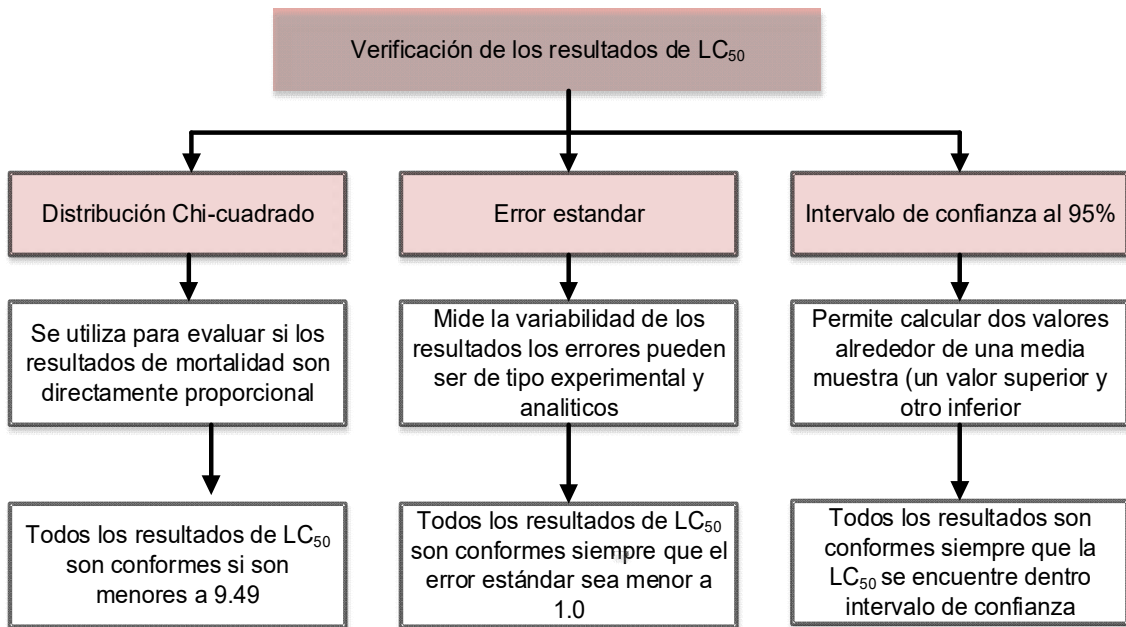 Verificación de los resultados de LC50
Distribución Chi-cuadrado
Error estandar
Intervalo de confianza al 95%
Se utiliza para evaluar si los
resultados de mortalidad son
directamente proporcional
Mide la variabilidad de los
resultados los errores pueden
ser de tipo experimental y
analiticos
Permite calcular dos valores
alrededor de una media
muestra (un valor superior y
otro inferior
Todos los resultados de LC50
son conformes si son
menores a 9.49
Todos los resultados de LC50
son conformes siempre que el
error estándar sea menor a
1.0
Todos los resultados son
conformes siempre que la
LC50 se encuentre dentro
intervalo de confianza